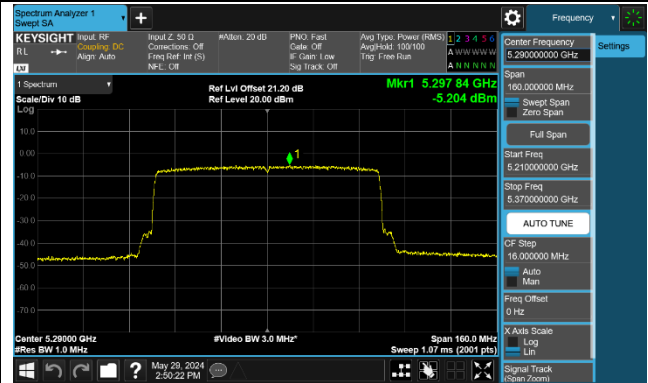 Spectrum Analyzer 1
Swept SA
Frequency
KEYSIGHT
RL
LXI
Input: RF
Coupling: DC
Align: Auto
Input Z: 50 Ω
Corrections: Off
Freq Ref: Int (S)
NFE: Off
#Atten: 20 dB
PNO: Fast
Gate: Off
IF Gain: Low
Sig Track: Off
Avg Type: Power (RMS)
Avg|Hold: 100/100
Trig: Free Run
1 2 3 4 5 6
A W W W W W
A N N N N N
1 Spectrum
Scale/Div 10 dB
Ref Lvl Offset 21.20 dB
Ref Level 20.00 dBm
Mkr1 5.297 84 GHz
-5.204 dBm
Log
10.0
0.00
-10.0
-20.0
-30.0
-40.0
-50.0
-60.0
-70.0
1
Center 5.29000 GHz
#Res BW 1.0 MHz
#Video BW 3.0 MHz*
Span 160.0 MHz
Sweep 1.07 ms (2001 pts)
Center Frequency
5.290000000 GHz
Settings
Span
160.000000 MHz
Swept Span
Zero Span
Full Span
Start Freq
5.210000000 GHz
Stop Freq
5.370000000 GHz
AUTO TUNE
CF Step
16.000000 MHz
Auto
Man
Freq Offset
0 Hz
X Axis Scale
Log
Lin
Signal Track
(Span Zoom)
?
May 29, 2024
2:50:22 PM